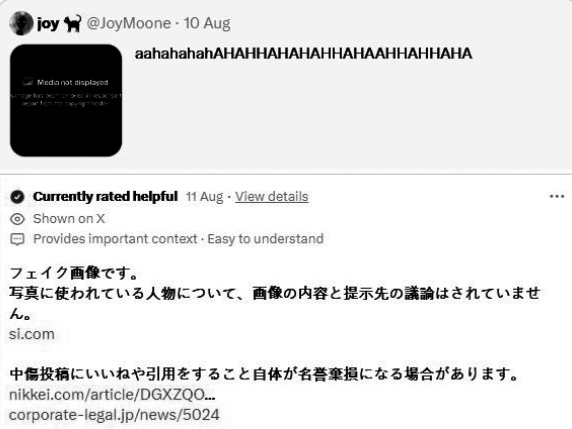 joy 🐈‍⬛ @JoyMoone · 10 Aug
aahahahahAHAHHAHAHAHHAHAAHHAHHAHA
Media not displayed
Currently rated helpful 11 Aug · View details
Shown on X
Provides important context · Easy to understand
フェイク画像です。
写真に使われている人物について、画像の内容と提示先の議論はされていませ
ん。
si.com
中傷投稿にいいねや引用をすること自体が名誉棄損になる場合があります。
nikkei.com/article/DGXZQO…
corporate-legal.jp/news/5024